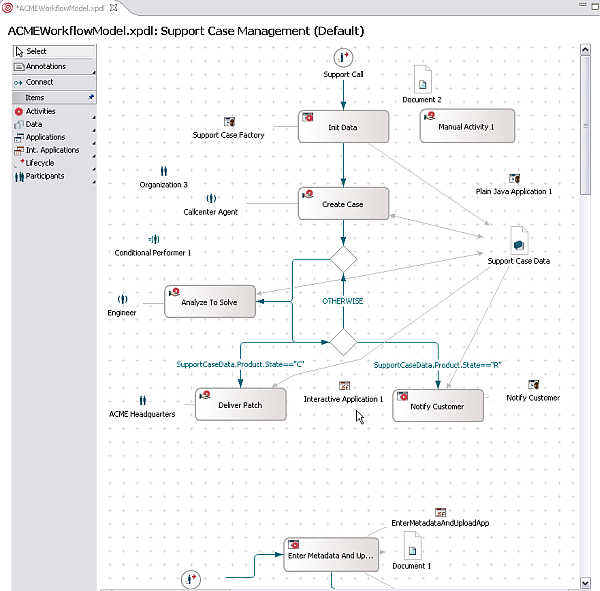 *ACMEWorkflowModel.xpdl
ACMEWorkflowModel.xpdl: Support Case Management (Default)
Select
Annotations
Connect
Items
Activities
Data
Applications
Int. Applications
Lifecycle
Participants
Support Call
Document 2
Support Case Factory
Init Data
Manual Activity 1
Organization 3
Plain Java Application 1
Callcenter Agent
Create Case
Conditional Performer 1
Support Case Data
Engineer
Analyze To Solve
OTHERWISE
SupportCaseData.Product.State=="C"
SupportCaseData.Product.State=="R"
ACME Headquarters
Deliver Patch
Interactive Application 1
Notify Customer
Notify Customer
EnterMetadataAndUploadApp
Enter Metadata And Up...
Document 1